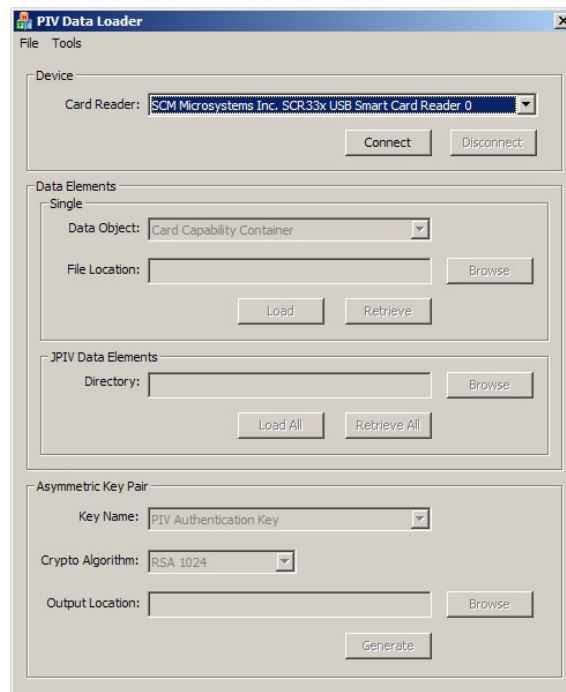 PIV Data Loader
File Tools
Device
Card Reader: SCM Microsystems Inc. SCR33x USB Smart Card Reader 0
Connect Disconnect
Data Elements
Single
Data Object: Card Capability Container
File Location: Browse
Load Retrieve
JPIV Data Elements
Directory: Browse
Load All Retrieve All
Asymmetric Key Pair
Key Name: PIV Authentication Key
Crypto Algorithm: RSA 1024
Output Location: Browse
Generate